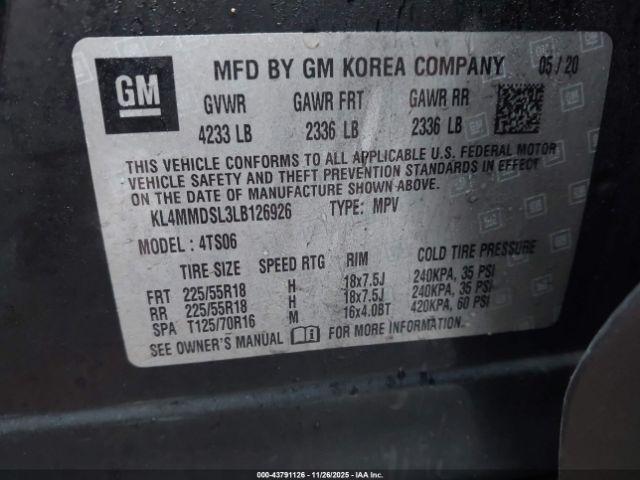 GM
MFD BY GM KOREA COMPANY 05/20
GVWR GAWR FRT GAWR RR
4233 LB 2336 LB 2336 LB
THIS VEHICLE CONFORMS TO ALL APPLICABLE U.S. FEDERAL MOTOR
VEHICLE SAFETY AND THEFT PREVENTION STANDARDS IN EFFECT
ON THE DATE OF MANUFACTURE SHOWN ABOVE.
KL4MMDSL3LB126926 TYPE: MPV
MODEL: 4TS06
TIRE SIZE SPEED RTG RIM COLD TIRE PRESSURE
FRT 225/55R18 H 18x7.5J 240KPA, 35 PSI
RR 225/55R18 H 18x7.5J 240KPA, 35 PSI
SPA T125/70R16 M 16x4.0BT 420KPA, 60 PSI
SEE OWNER'S MANUAL FOR MORE INFORMATION.
000-43791126 - 11/26/2025 - IAAI.COM